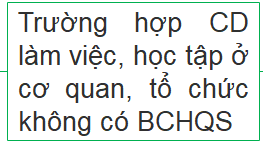 Trường hợp CD
làm việc, học tập ở
cơ quan, tổ chức
không có BCHQS